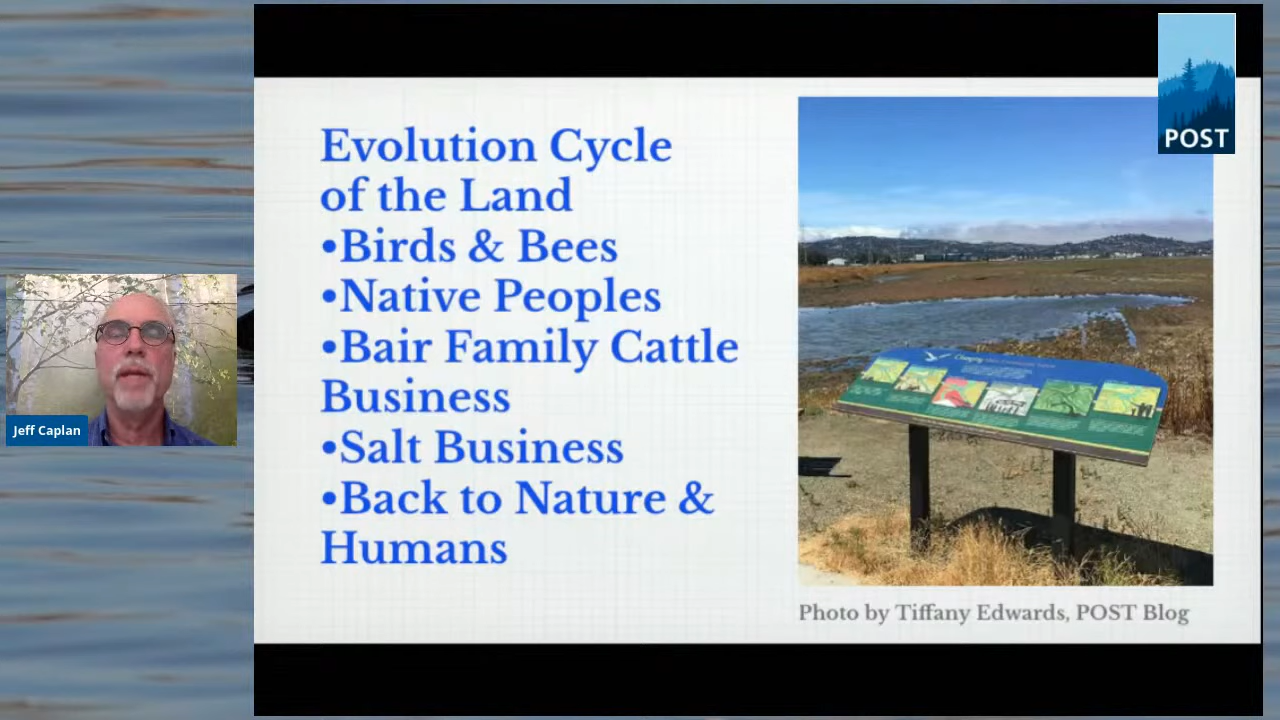 POST
Evolution Cycle
of the Land
•Birds & Bees
•Native Peoples
•Bair Family Cattle
Business
•Salt Business
•Back to Nature &
Humans
Changing
Photo by Tiffany Edwards, POST Blog
Jeff Caplan